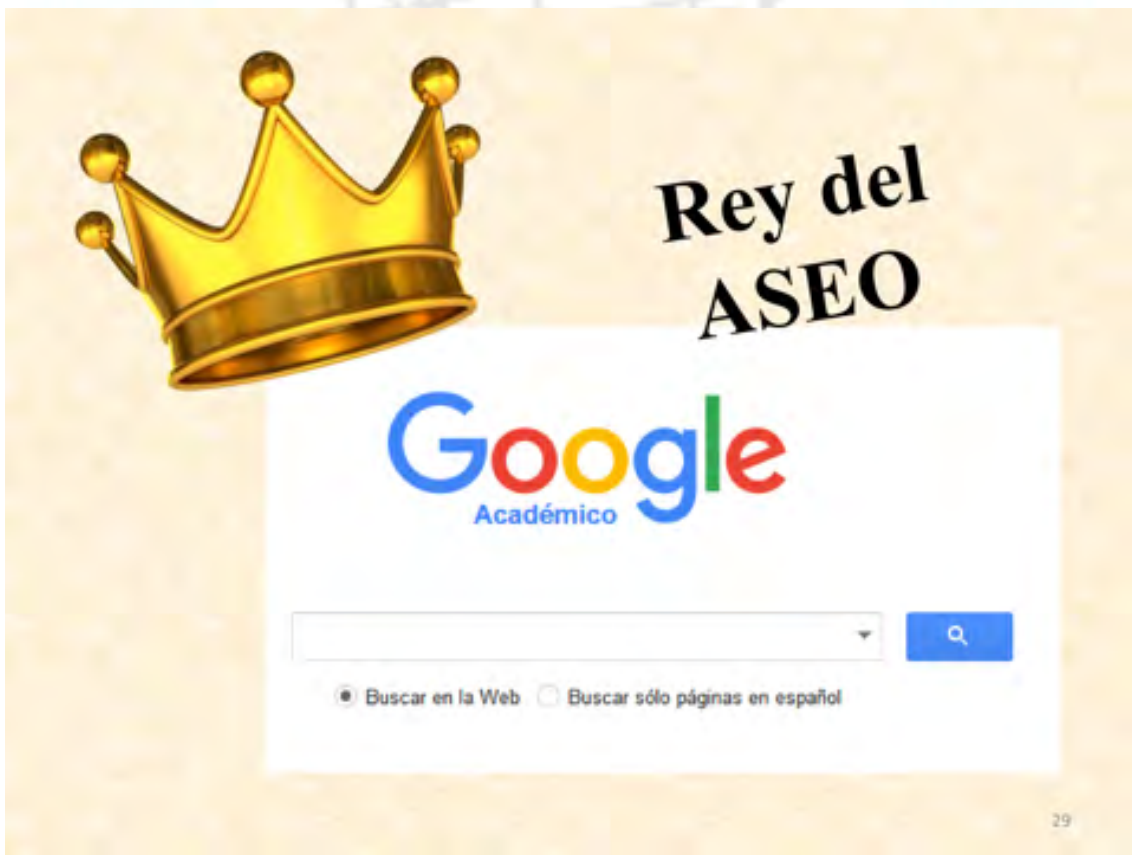 Rey del
ASEO
Google
Académico
Buscar en la Web Buscar sólo páginas en español
29